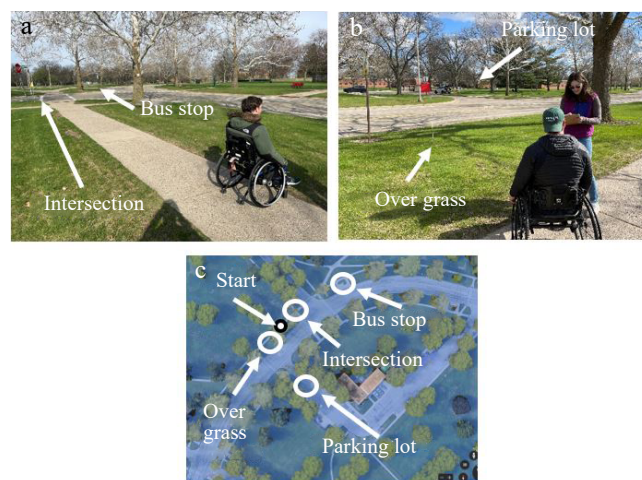 a
Bus stop
Intersection
b
Parking lot
Over grass
c
Start
Bus stop
Intersection
Over
grass
Parking lot